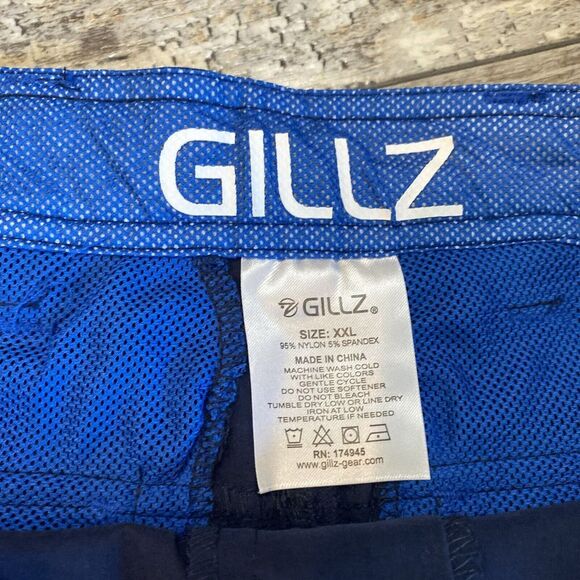 GILLZ
GILLZ®
SIZE: XXL
95% NYLON 5% SPANDEX
MADE IN CHINA
MACHINE WASH COLD
WITH LIKE COLORS
GENTLE CYCLE
DO NOT USE SOFTENER
DO NOT BLEACH
TUMBLE DRY LOW OR LINE DRY
IRON AT LOW
TEMPERATURE IF NEEDED
RN: 174945
www.gillz-gear.com